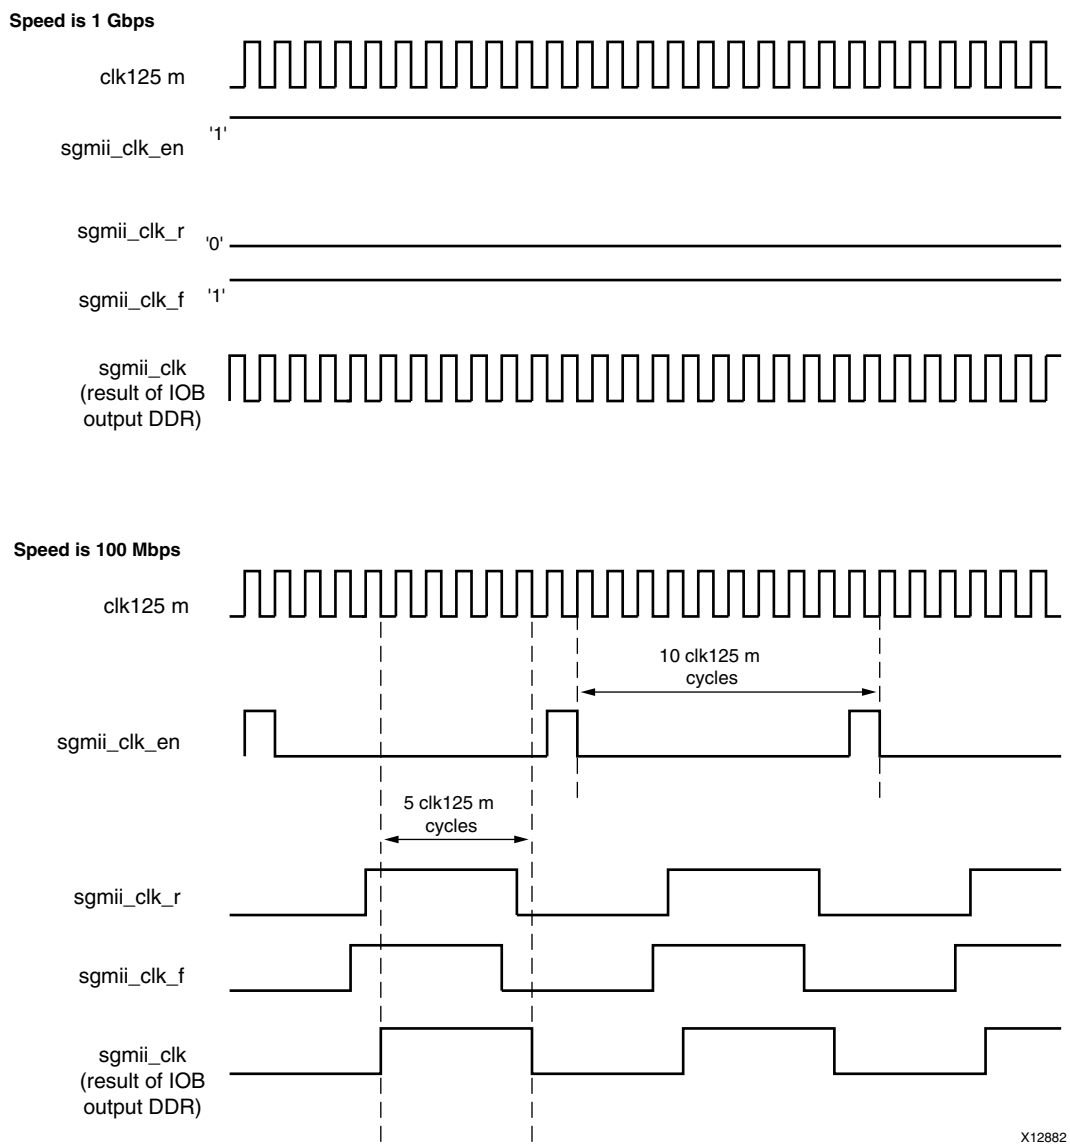 Speed is 1 Gbps
clk125 m
'1'
sgmii_clk_en
sgmii_clk_r
'0'
sgmii_clk_f
'1'
sgmii_clk
(result of IOB
output DDR)
Speed is 100 Mbps
clk125 m
10 clk125 m
cycles
sgmii_clk_en
5 clk125 m
cycles
sgmii_clk_r
sgmii_clk_f
sgmii_clk
(result of IOB
output DDR)
X12882